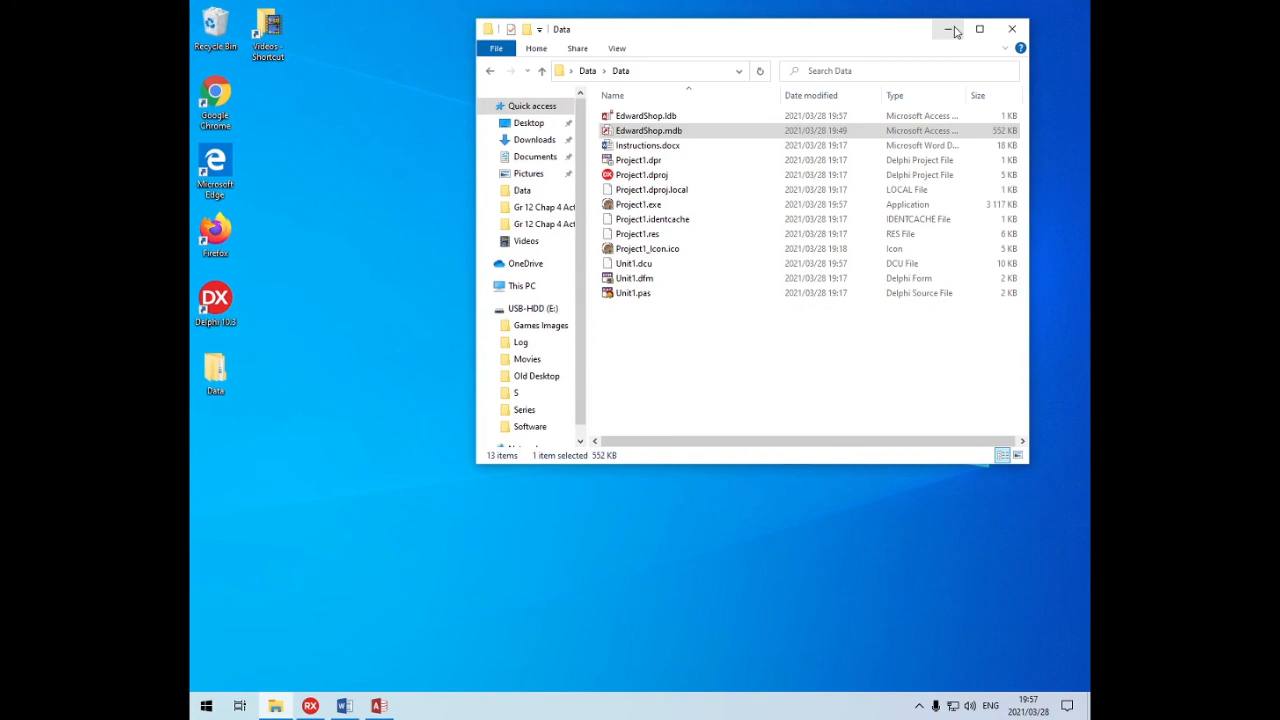 Recycle Bin
Videos -
Shortcut
Google
Chrome
Microsoft
Edge
Firefox
Delphi 10.3
Data
Data
File
Home
Share
View
Data
Data
Search Data
Name
Date modified
Type
Size
Quick access
Desktop
Downloads
Documents
Pictures
Data
Gr 12 Chap 4 Act
Gr 12 Chap 4 Act
Videos
OneDrive
This PC
USB-HDD (E:)
Games Images
Log
Movies
Old Desktop
S
Series
Software
EdwardShop.ldb 2021/03/28 19:57 Microsoft Access ... 1 KB
EdwardShop.mdb 2021/03/28 19:49 Microsoft Access ... 552 KB
Instructions.docx 2021/03/28 19:17 Microsoft Word D... 18 KB
Project1.dpr 2021/03/28 19:17 Delphi Project File 1 KB
Project1.dproj 2021/03/28 19:17 Delphi Project File 5 KB
Project1.dproj.local 2021/03/28 19:17 LOCAL File 1 KB
Project1.exe 2021/03/28 19:57 Application 3 117 KB
Project1.identcache 2021/03/28 19:17 IDENTCACHE File 1 KB
Project1.res 2021/03/28 19:17 RES File 6 KB
Project1_Icon.ico 2021/03/28 19:18 Icon 5 KB
Unit1.dcu 2021/03/28 19:57 DCU File 10 KB
Unit1.dfm 2021/03/28 19:17 Delphi Form 2 KB
Unit1.pas 2021/03/28 19:17 Delphi Source File 2 KB
13 items 1 item selected 552 KB
ENG
19:57
2021/03/28